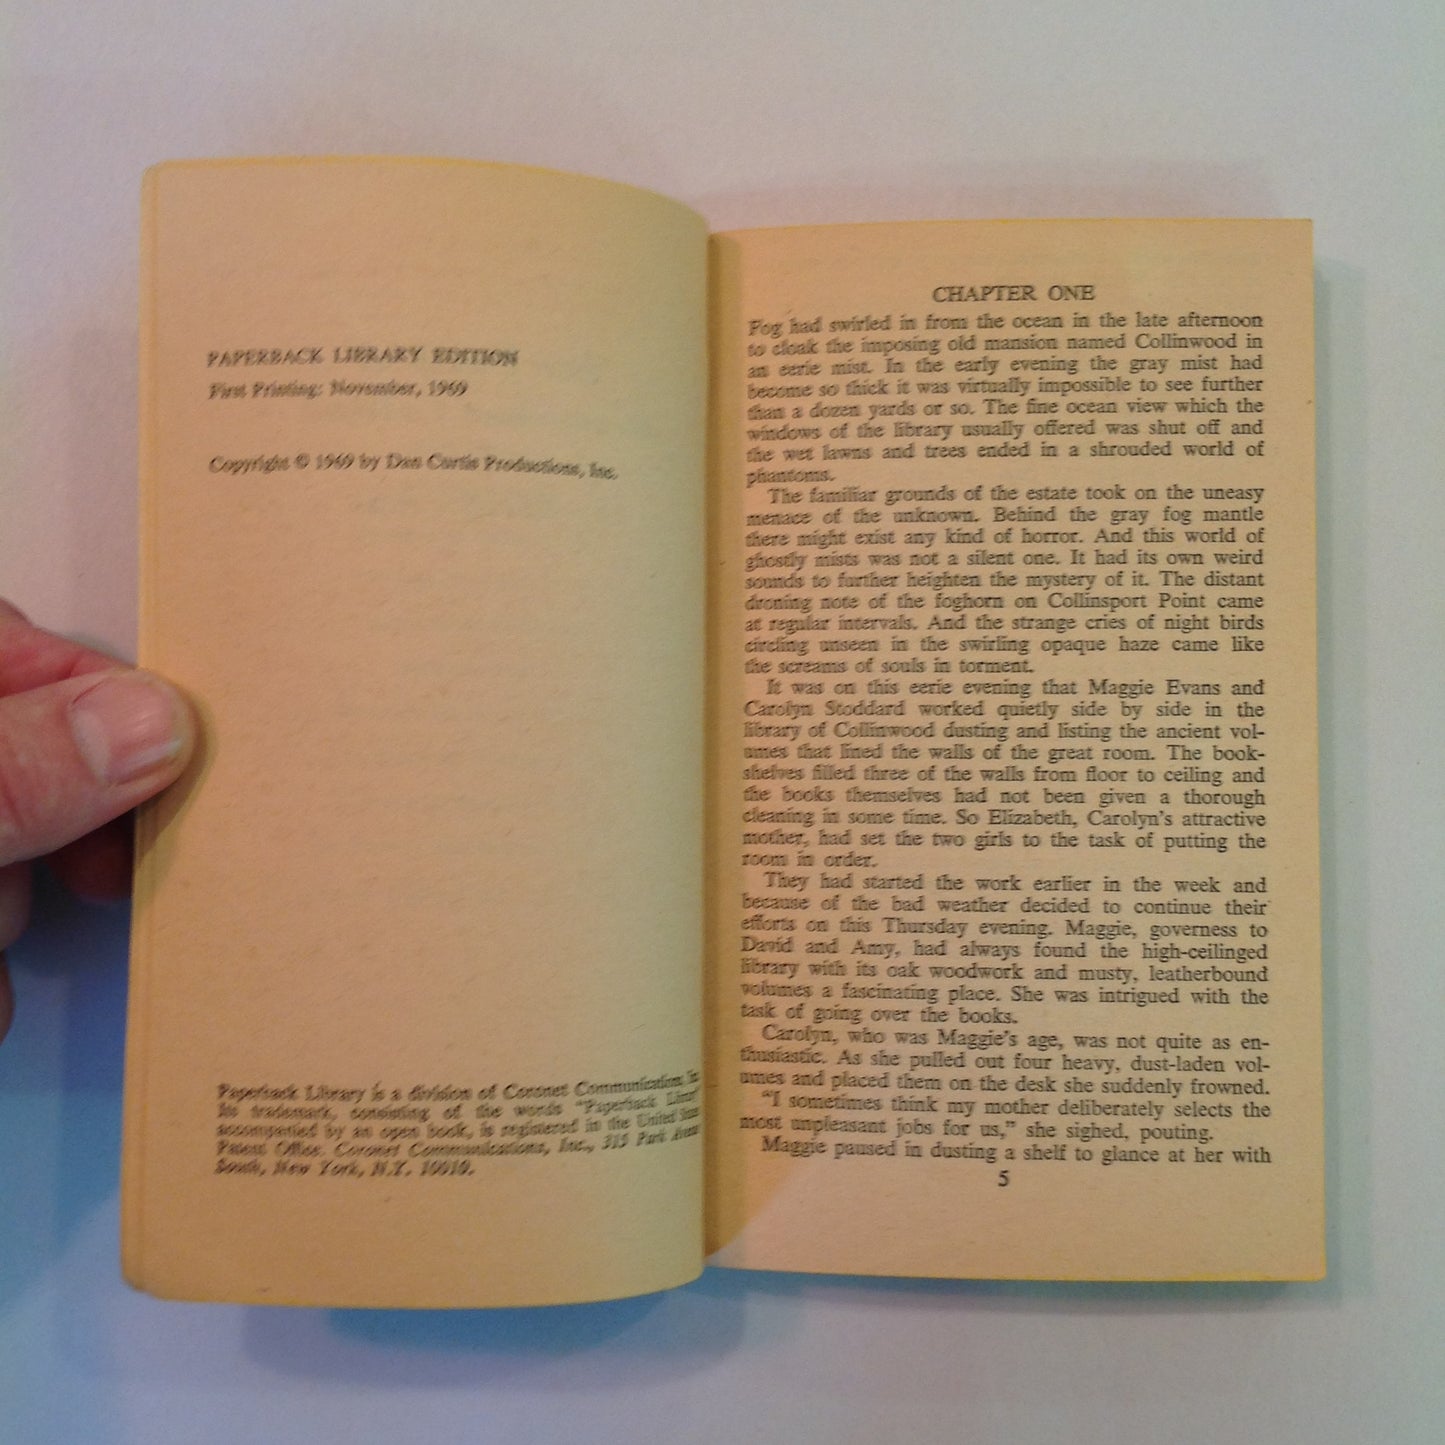 PAPERBACK LIBRARY EDITION
First Printing: November, 1969
Copyright © 1969 by Dan Curtis Productions, Inc.
Paperback Library is a division of Coronet Communications, Inc.
Its trademark, consisting of the words "Paperback Library"
accompanied by an open book, is registered in the United States
Patent Office. Coronet Communications, Inc., 315 Park Avenue
South, New York, N.Y. 10010.
CHAPTER ONE
Fog had swirled in from the ocean in the late afternoon
to cloak the imposing old mansion named Collinwood in
an eerie mist. In the early evening the gray mist had
become so thick it was virtually impossible to see further
than a dozen yards or so. The fine ocean view which the
windows of the library usually offered was shut off and
the wet lawns and trees ended in a shrouded world of
phantoms.
The familiar grounds of the estate took on the uneasy
menace of the unknown. Behind the gray fog mantle
there might exist any kind of horror. And this world of
ghostly mists was not a silent one. It had its own weird
sounds to further heighten the mystery of it. The distant
droning note of the foghorn on Collinsport Point came
at regular intervals. And the strange cries of night birds
circling unseen in the swirling opaque haze came like
the screams of souls in torment.
It was on this eerie evening that Maggie Evans and
Carolyn Stoddard worked quietly side by side in the
library of Collinwood dusting and listing the ancient vol-
umes that lined the walls of the great room. The book-
shelves filled three of the walls from floor to ceiling and
the books themselves had not been given a thorough
cleaning in some time. So Elizabeth, Carolyn's attractive
mother, had set the two girls to the task of putting the
room in order.
They had started the work earlier in the week and
because of the bad weather decided to continue their
efforts on this Thursday evening. Maggie, governess to
David and Amy, had always found the high-ceilinged
library with its oak woodwork and musty, leatherbound
volumes a fascinating place. She was intrigued with the
task of going over the books.
Carolyn, who was Maggie's age, was not quite as en-
thusiastic. As she pulled out four heavy, dust-laden vol-
umes and placed them on the desk she suddenly frowned.
"I sometimes think my mother deliberately selects the
most unpleasant jobs for us," she sighed, pouting.
Maggie paused in dusting a shelf to glance at her with
5